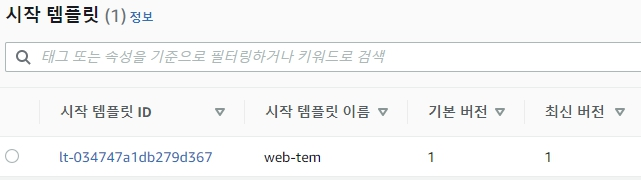 시작 템플릿 (1) 정보
태그 또는 속성을 기준으로 필터링하거나 키워드로 검색
시작 템플릿 ID 시작 템플릿 이름 기본 버전 최신 버전
lt-034747a1db279d367 web-tem 1 1